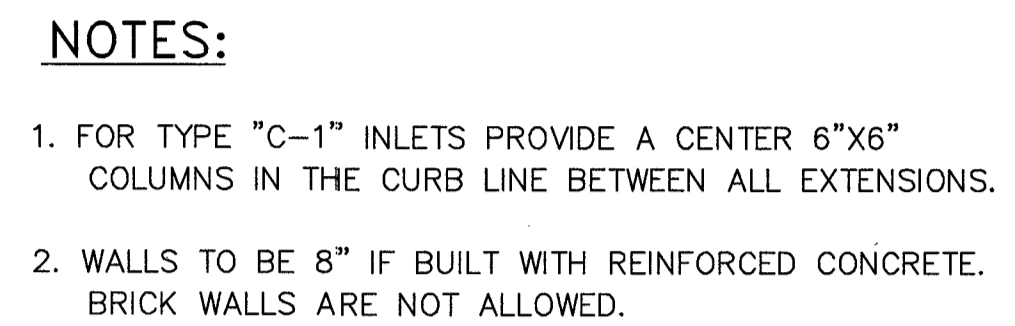 NOTES:
1. FOR TYPE "C-1" INLETS PROVIDE A CENTER 6"X6"
COLUMNS IN THE CURB LINE BETWEEN ALL EXTENSIONS.
2. WALLS TO BE 8" IF BUILT WITH REINFORCED CONCRETE.
BRICK WALLS ARE NOT ALLOWED.